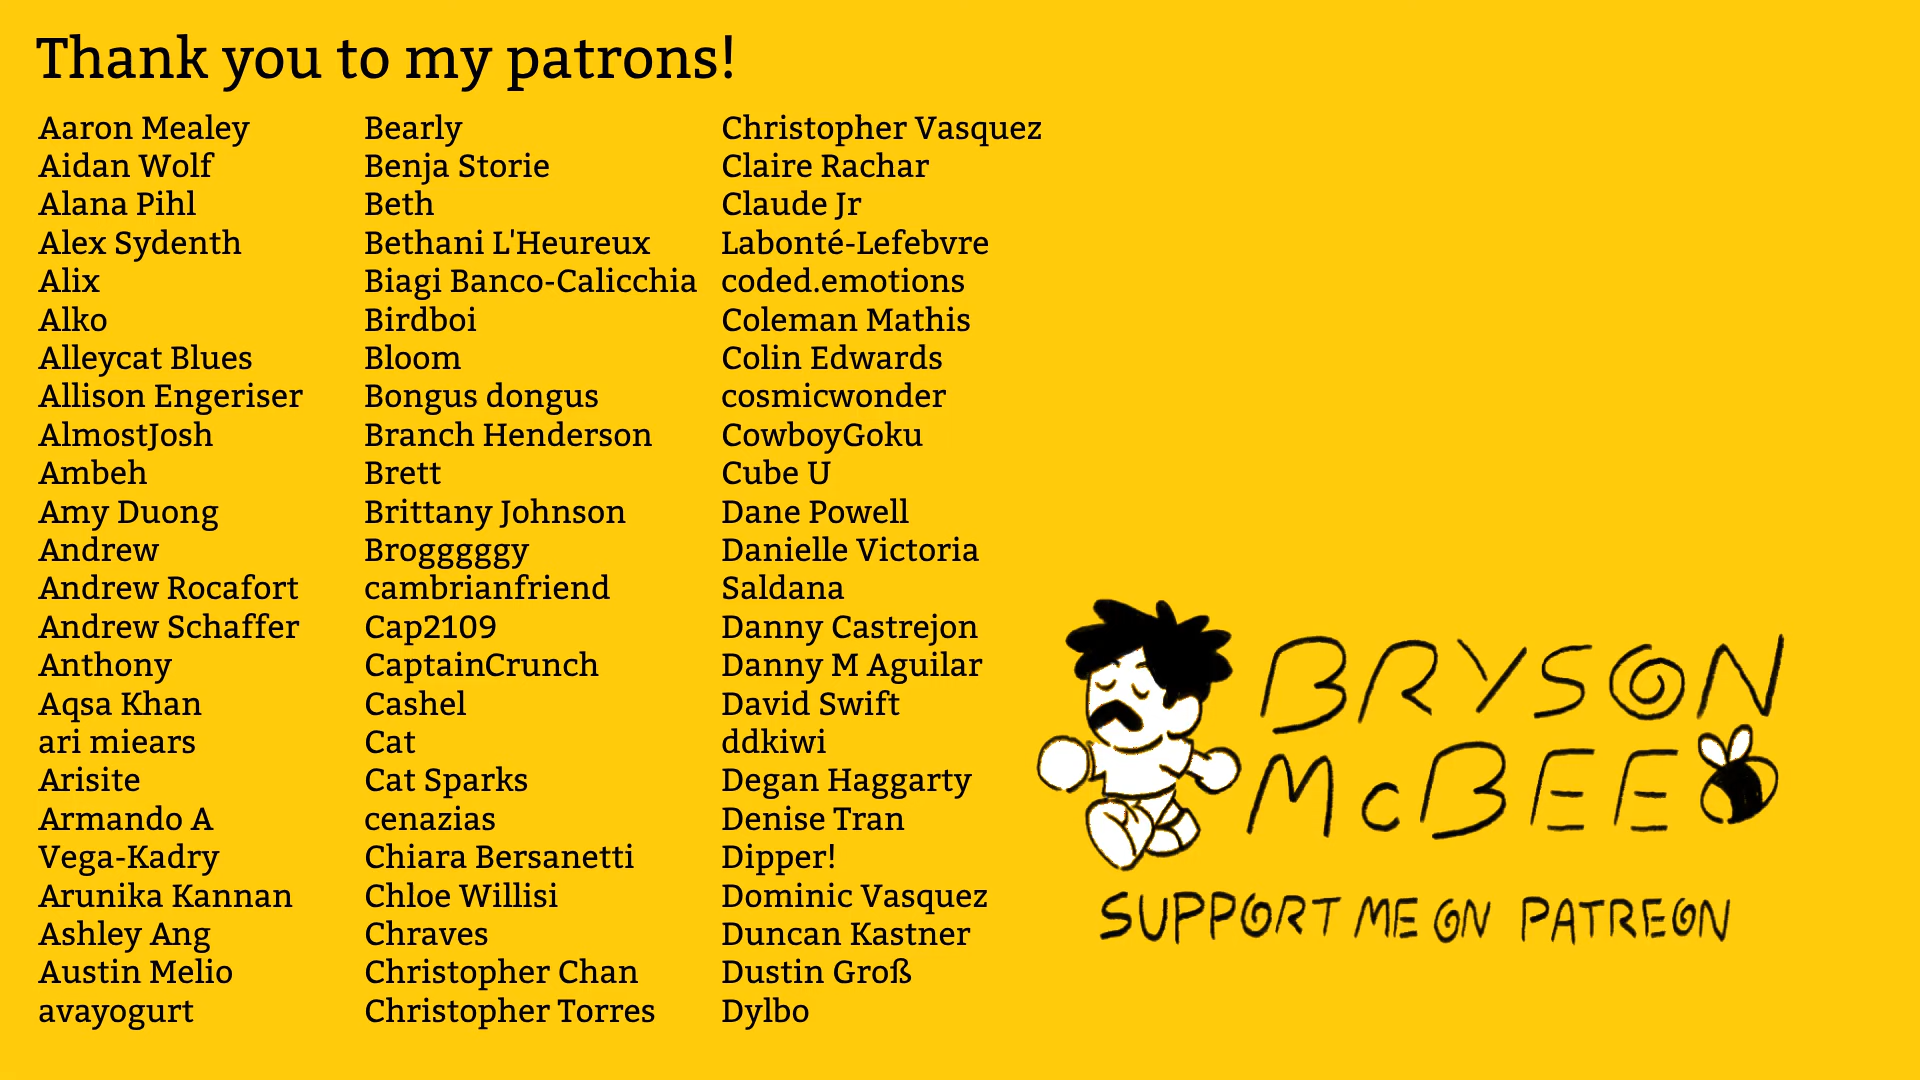 Thank you to my patrons!
Aaron Mealey
Aidan Wolf
Alana Pihl
Alex Sydenth
Alix
Alko
Alleycat Blues
Allison Engeriser
AlmostJosh
Ambeh
Amy Duong
Andrew
Andrew Rocafort
Andrew Schaffer
Anthony
Aqsa Khan
ari miears
Arisite
Armando A
Vega-Kadry
Arunika Kannan
Ashley Ang
Austin Melio
avayogurt
Bearly
Benja Storie
Beth
Bethani L'Heureux
Biagi Banco-Calicchia
Birdboi
Bloom
Bongus dongus
Branch Henderson
Brett
Brittany Johnson
Brogggggy
cambrianfriend
Cap2109
CaptainCrunch
Cashel
Cat
Cat Sparks
cenazias
Chiara Bersanetti
Chloe Willisi
Chraves
Christopher Chan
Christopher Torres
Christopher Vasquez
Claire Rachar
Claude Jr
Labonté-Lefebvre
coded.emotions
Coleman Mathis
Colin Edwards
cosmicwonder
CowboyGoku
Cube U
Dane Powell
Danielle Victoria
Saldana
Danny Castrejon
Danny M Aguilar
David Swift
ddkiwi
Degan Haggarty
Denise Tran
Dipper!
Dominic Vasquez
Duncan Kastner
Dustin Groß
Dylbo
BRYSON
McBEE
SUPPORT ME ON PATREON